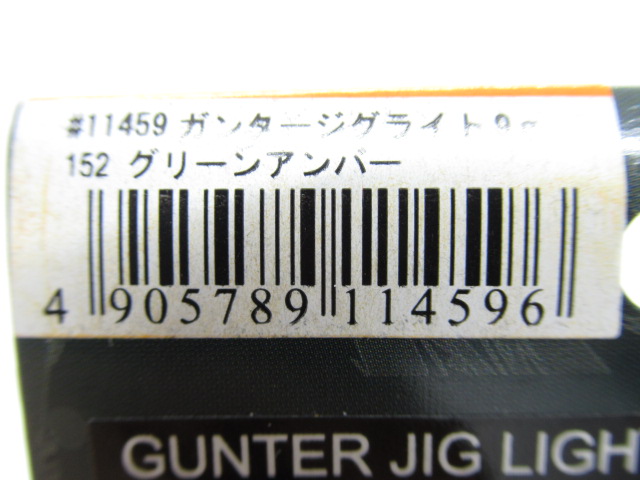 #11459 ガンタージグライト 9g
152 グリーンアンバー
4 905789 114596
GUNTER JIG LIGH